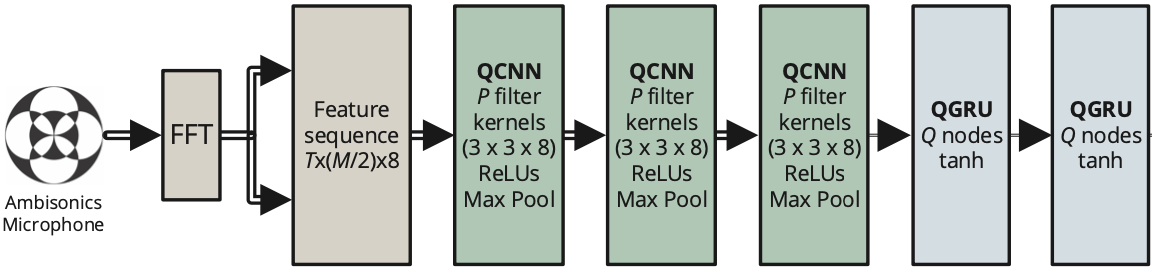 Ambisonics
Microphone
FFT
Feature
sequence
Tx(M/2)x8
QCNN
P filter
kernels
(3 x 3 x 8)
ReLUs
Max Pool
QCNN
P filter
kernels
(3 x 3 x 8)
ReLUs
Max Pool
QCNN
P filter
kernels
(3 x 3 x 8)
ReLUs
Max Pool
QGRU
Q nodes
tanh
QGRU
Q nodes
tanh